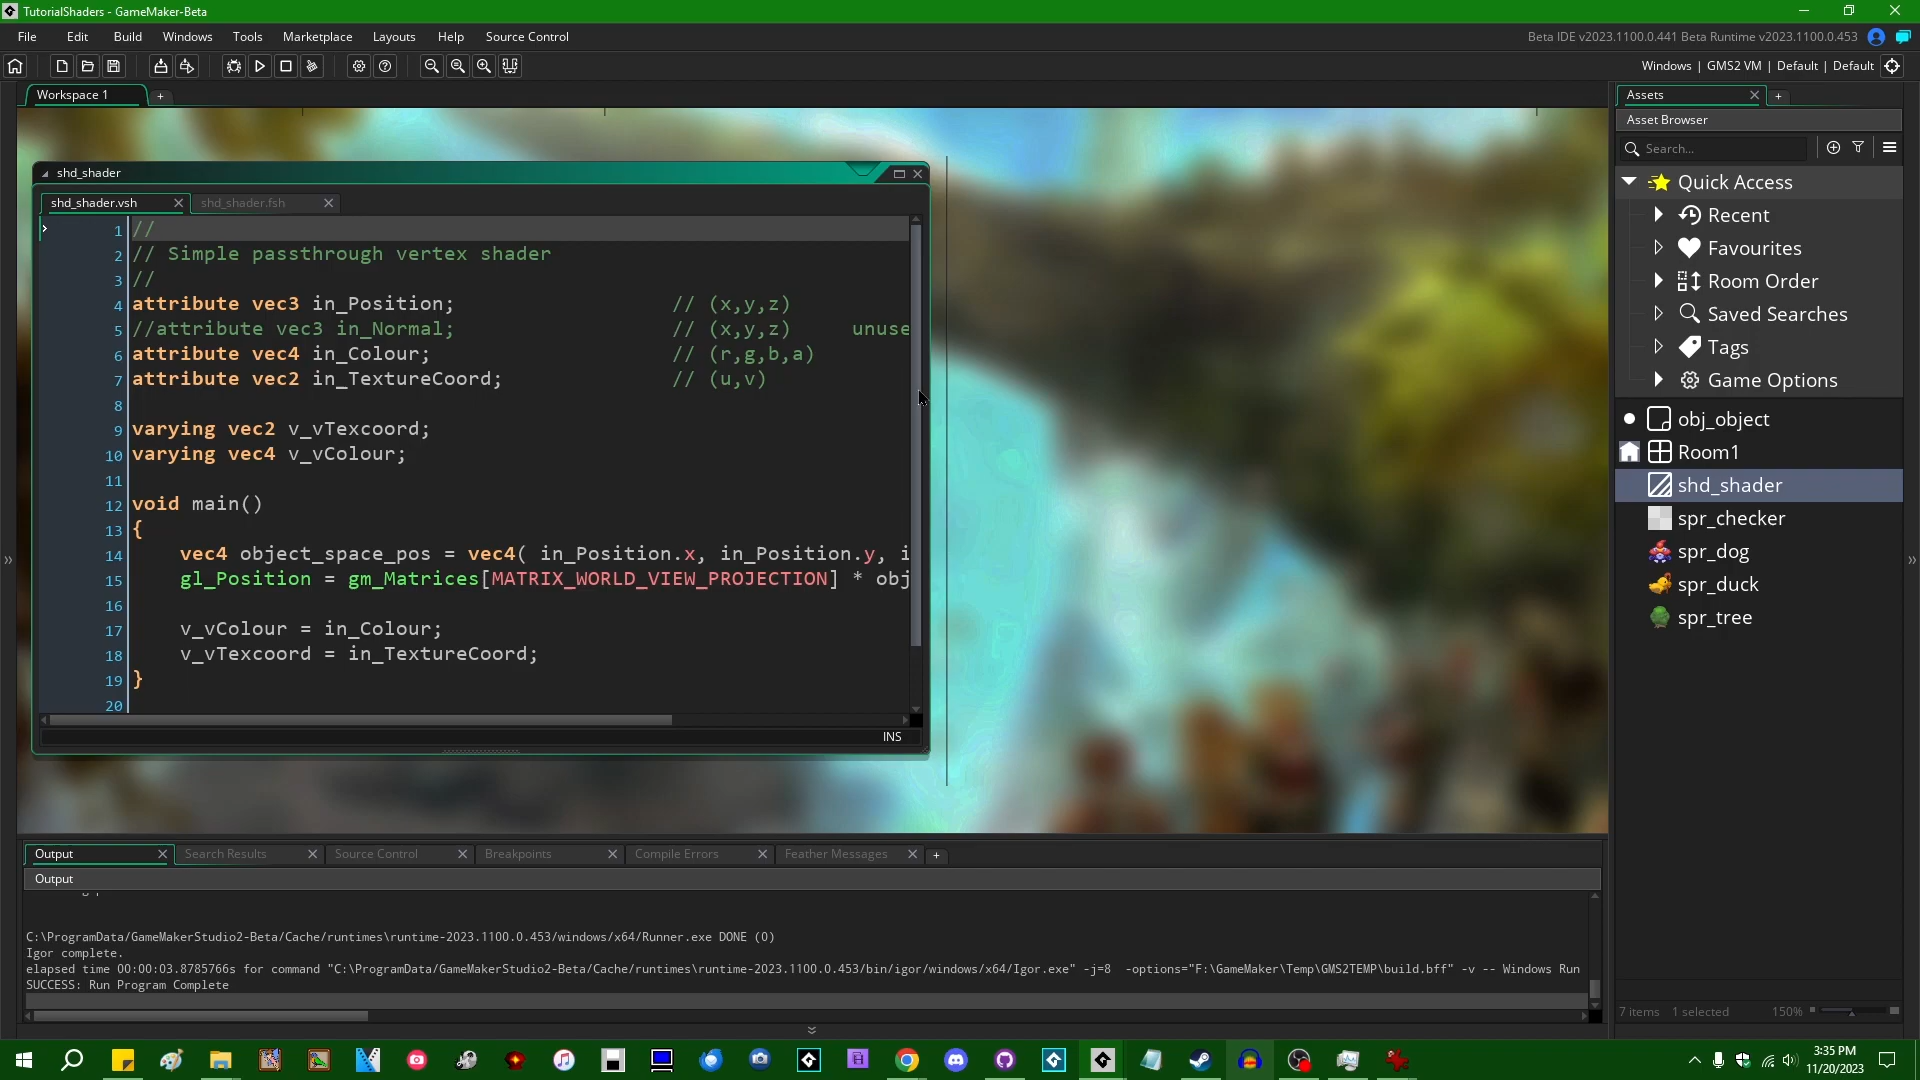 TutorialShaders - GameMaker-Beta
File Edit Build Windows Tools Marketplace Layouts Help Source Control
Beta IDE v2023.1100.0.441 Beta Runtime v2023.1100.0.453
Windows | GMS2 VM | Default | Default
Workspace 1
shd_shader
shd_shader.vsh
shd_shader.fsh
1 //
2 // Simple passthrough vertex shader
3 //
4 attribute vec3 in_Position; // (x,y,z)
5 //attribute vec3 in_Normal; // (x,y,z) unuse
6 attribute vec4 in_Colour; // (r,g,b,a)
7 attribute vec2 in_TextureCoord; // (u,v)
8
9 varying vec2 v_vTexcoord;
10 varying vec4 v_vColour;
11
12 void main()
13 {
14 vec4 object_space_pos = vec4( in_Position.x, in_Position.y, i
15 gl_Position = gm_Matrices[MATRIX_WORLD_VIEW_PROJECTION] * obj
16
17 v_vColour = in_Colour;
18 v_vTexcoord = in_TextureCoord;
19 }
20
INS
Assets
Asset Browser
Search...
Quick Access
Recent
Favourites
Room Order
Saved Searches
Tags
Game Options
obj_object
Room1
shd_shader
spr_checker
spr_dog
spr_duck
spr_tree
7 items 1 selected 150%
Output Search Results Source Control Breakpoints Compile Errors Feather Messages
Output
C:\ProgramData/GameMakerStudio2-Beta/Cache/runtimes\runtime-2023.1100.0.453/windows/x64/Runner.exe DONE (0)
Igor complete.
elapsed time 00:00:03.8785766s for command "C:\ProgramData/GameMakerStudio2-Beta/Cache/runtimes\runtime-2023.1100.0.453/bin/igor/windows/x64/Igor.exe" -j=8 -options="F:\GameMaker\Temp\GMS2TEMP\build.bff" -v -- Windows Run
SUCCESS: Run Program Complete
3:35 PM
11/20/2023